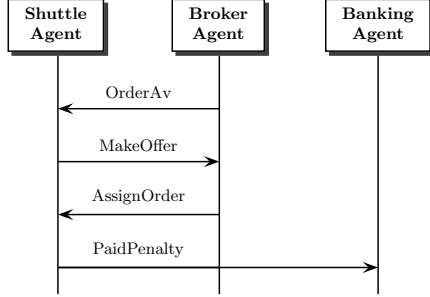 Shuttle
Agent
Broker
Agent
Banking
Agent
OrderAv
MakeOffer
AssignOrder
PaidPenalty